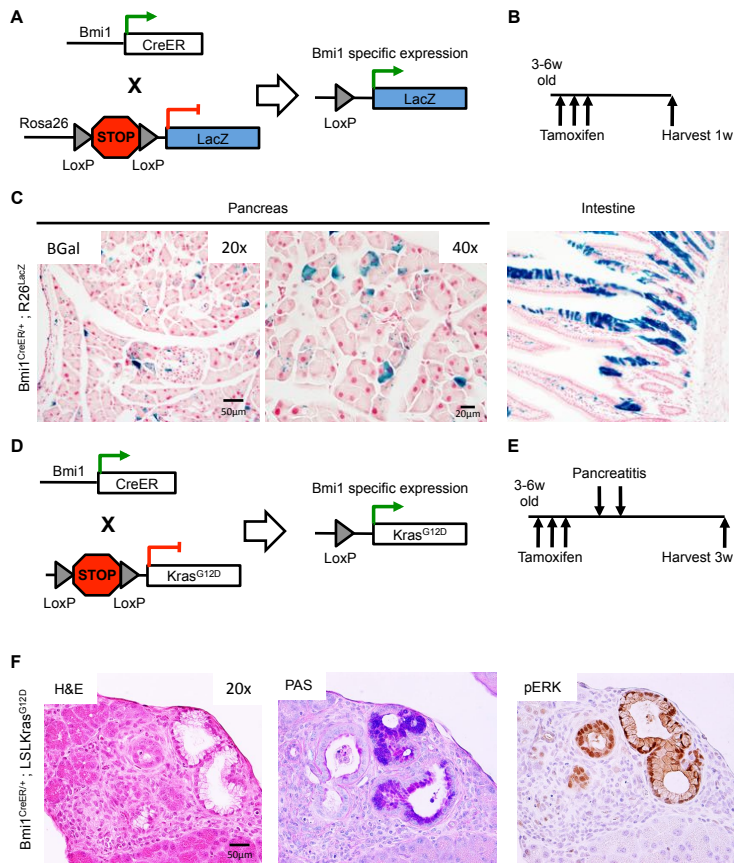 A
Bmi1
CreER
X
Rosa26
STOP
LoxP
LoxP
LacZ
Bmi1 specific expression
LacZ
LoxP
B
3-6w
old
Tamoxifen
Harvest 1w
C
Pancreas
Intestine
Bmi1CreER/+ ; R26LacZ
BGal
20x
50µm
40x
20µm
D
Bmi1
CreER
X
STOP
LoxP
LoxP
KrasG12D
Bmi1 specific expression
KrasG12D
LoxP
E
3-6w
old
Pancreatitis
Tamoxifen
Harvest 3w
F
Bmi1CreER/+ ; LSLKrasG12D
H&E
20x
50µm
PAS
pERK